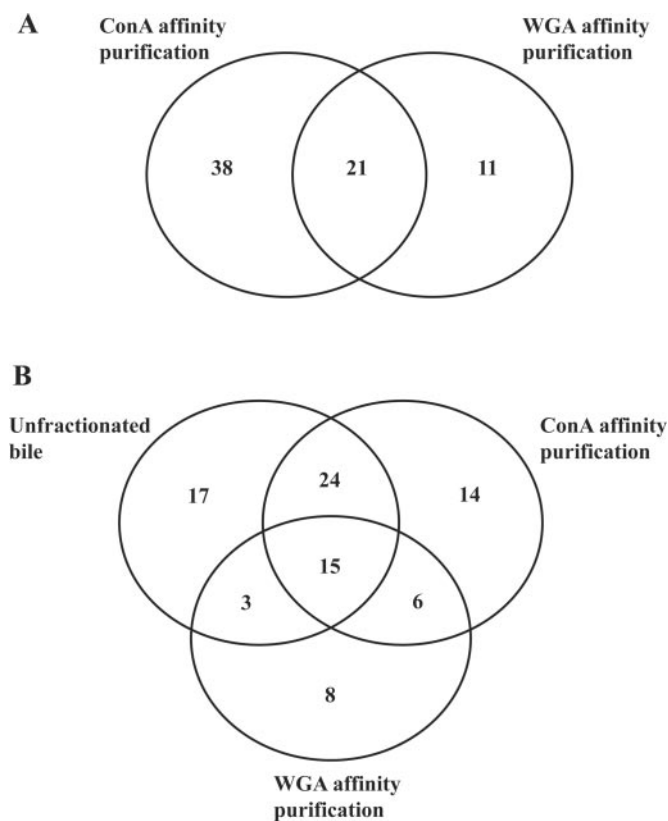 A
ConA affinity
purification
WGA affinity
purification
38
21
11
B
Unfractionated
bile
ConA affinity
purification
17
24
14
15
3
6
8
WGA affinity
purification